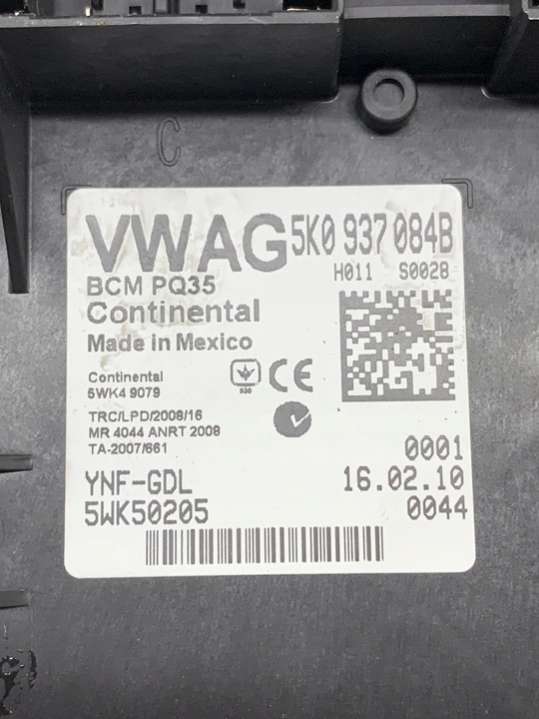 C
VWAG 5K0 937 084B
H011 S0028
BCM PQ35
Continental
Made in Mexico
Continental
5WK4 9079
TRC/LPD/2008/16
MR 4044 ANRT 2008
TA-2007/661
CE
0001
YNF-GDL 16.02.10
5WK50205 0044